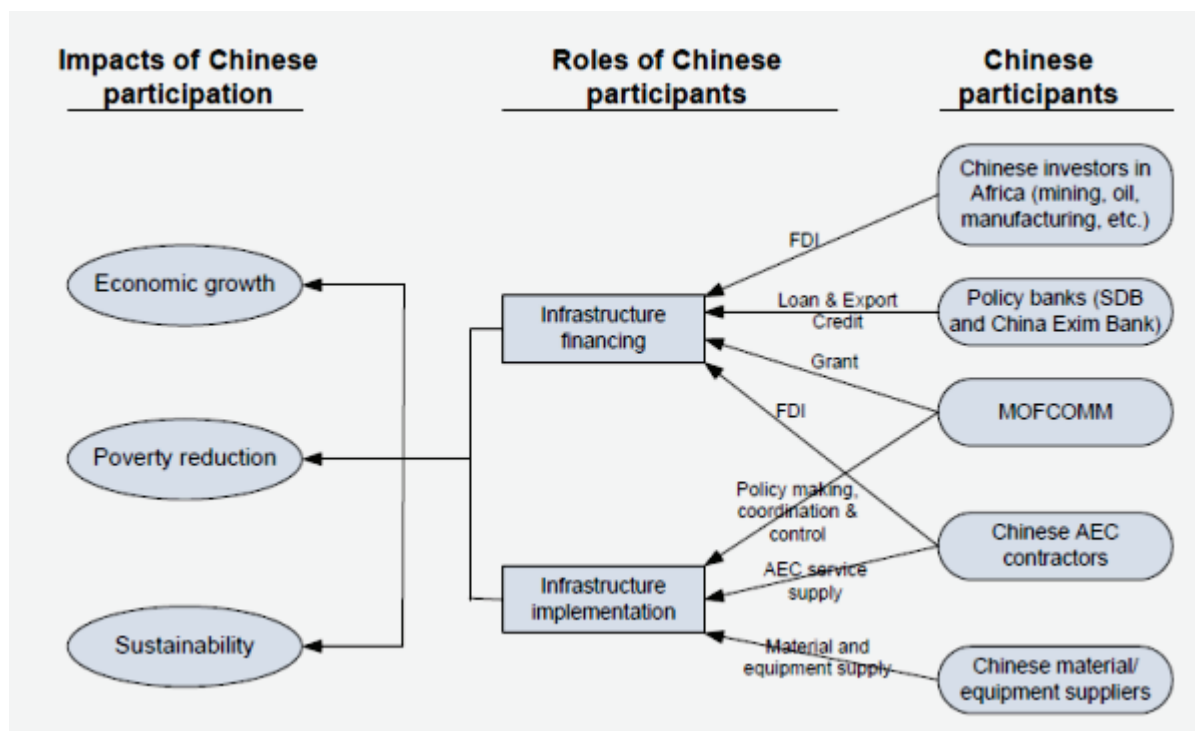 Impacts of Chinese
participation
Roles of Chinese
participants
Chinese
participants
Economic growth
Poverty reduction
Sustainability
Infrastructure
financing
Infrastructure
implementation
FDI
Loan & Export
Credit
Grant
FDI
Policy making,
coordination &
control
AEC service
supply
Material and
equipment supply
Chinese investors in
Africa (mining, oil,
manufacturing, etc.)
Policy banks (SDB
and China Exim Bank)
MOFCOMM
Chinese AEC
contractors
Chinese material/
equipment suppliers